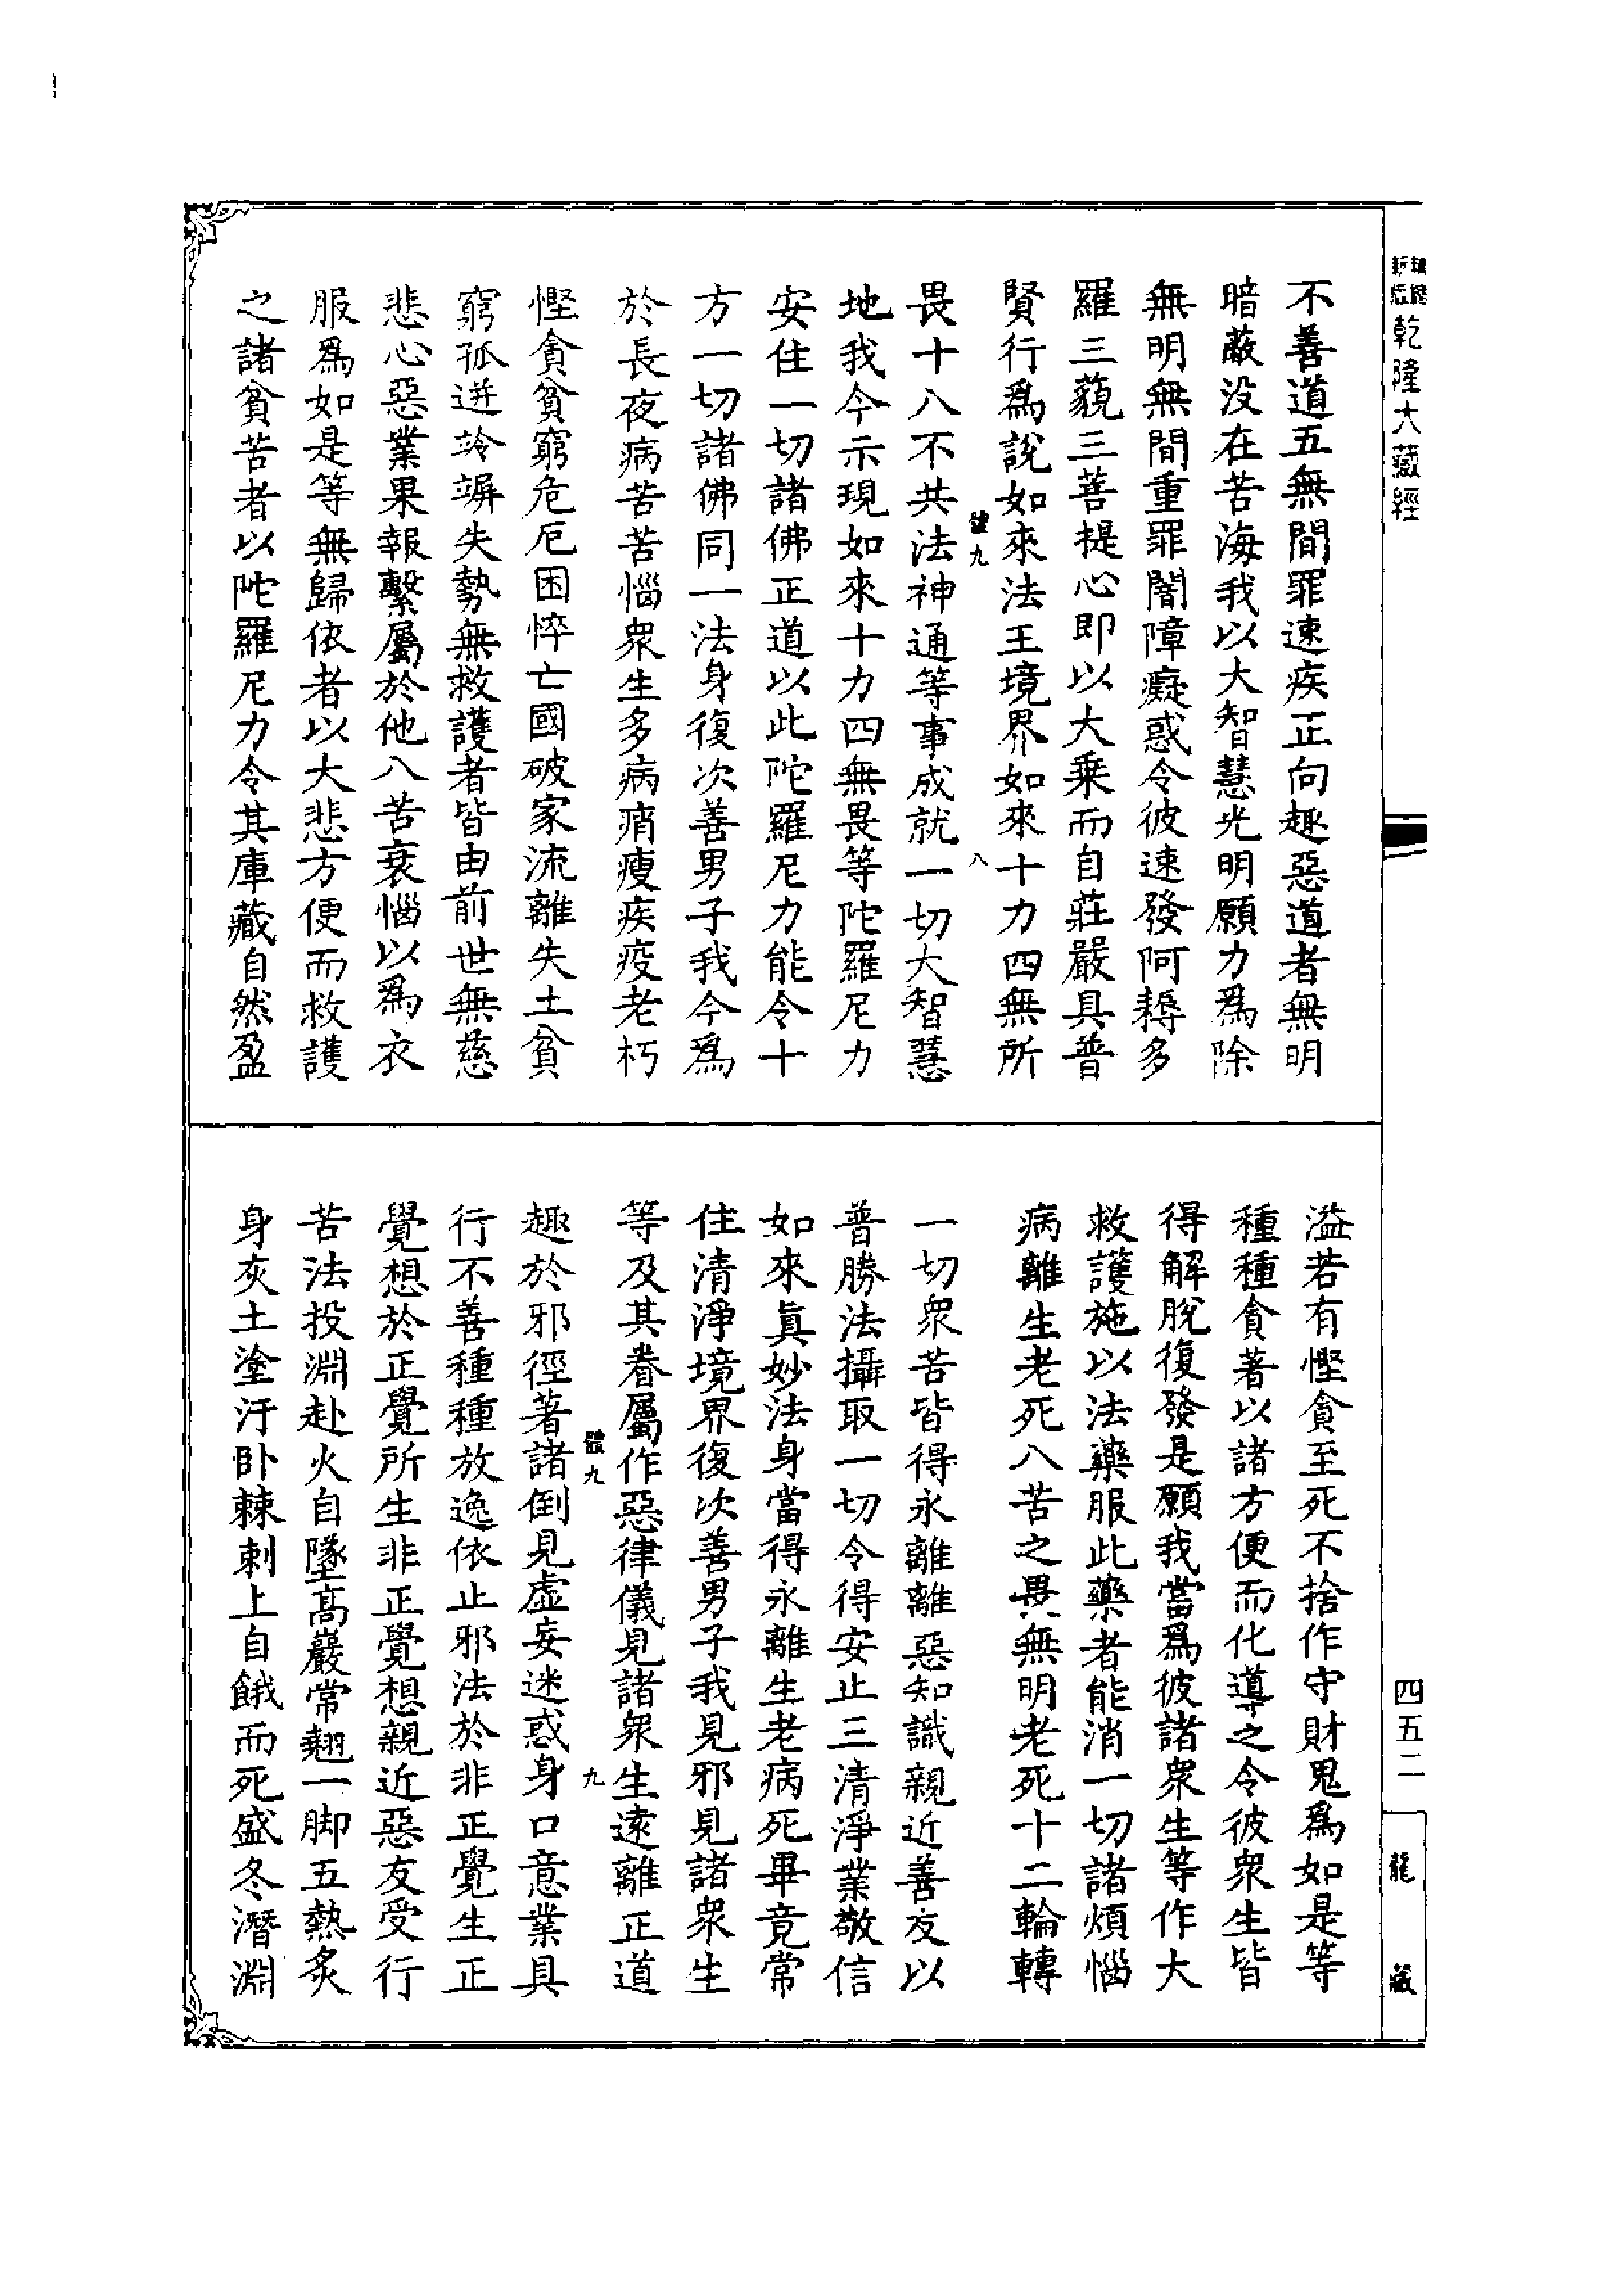 乾隆大藏經
不善道五無間罪速疾正向趣惡道者無明
暗蔽没在苦海我以大智慧光明願力爲除
無明無間重罪闇障癡惑令彼速發阿耨多
羅三藐三菩提心即以大乗而自莊嚴具普
賢行爲說如來法王境界如來十力四無所
九 八
畏十八不共法神通等事成就一切大智慧
地我今示現如來十力四無畏等陀羅尼力
安住一切諸佛正道以此陀羅尼力能令十
方一切諸佛同一法身復次善男子我今爲
於長夜病苦苦惱衆生多病痟瘦疾疫老朽
慳貪貧窮危厄困悴亡國破家流離失土貧
窮孤迸竛竮失勢無救護者皆由前世無慈
悲心惡業果報繫屬於他八苦衰惱以爲衣
服爲如是等無歸依者以大悲方便而救護
之諸貧苦者以陀羅尼力令其庫藏自然盈
溢若有慳貪至死不捨作守財鬼爲如是等
種種貪著以諸方便而化導之令彼衆生皆
得解脫復發是願我當爲彼諸衆生等作大
救護施以法藥服此藥者能消一切諸煩惱
病離生老死八苦之畏無明老死十二輪轉
一切衆苦皆得永離離惡知識親近善友以
普勝法攝取一切令得安止三清淨業敬信
如來眞妙法身當得永離生老病死畢竟常
住清淨境界復次善男子我見邪見諸衆生
等及其眷屬作惡律儀見諸衆生逺離正道
體九 九
趣於邪徑著諸倒見虛妄迷惑身口意業具
行不善種種放逸依止邪法於非正覺生正
覺想於正覺所生非正覺想親近惡友受行
苦法投淵赴火自墜高巖常翹一脚五熱炙
身灰土塗汙卧棘刺上自餓而死盛冬潛淵
四五二
龍藏